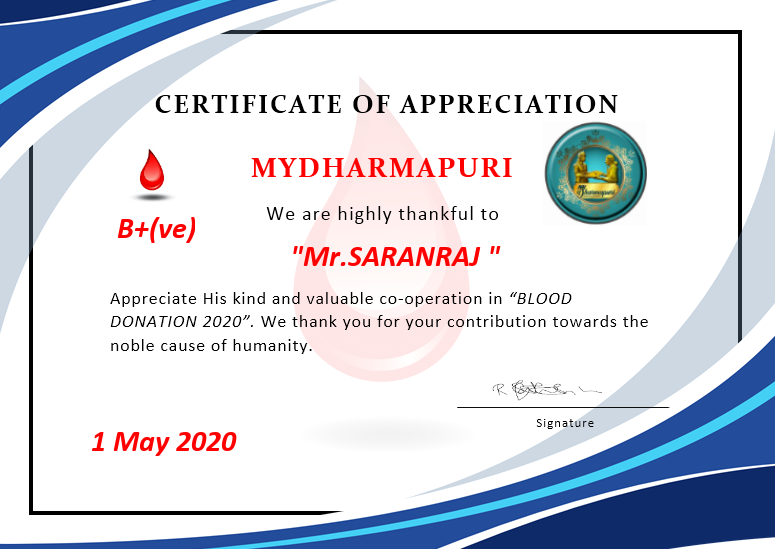 CERTIFICATE OF APPRECIATION
MYDHARMAPURI
B+(ve)
We are highly thankful to
"Mr.SARANRAJ "
Appreciate His kind and valuable co-operation in “BLOOD
DONATION 2020”. We thank you for your contribution towards the
noble cause of humanity.
Signature
1 May 2020